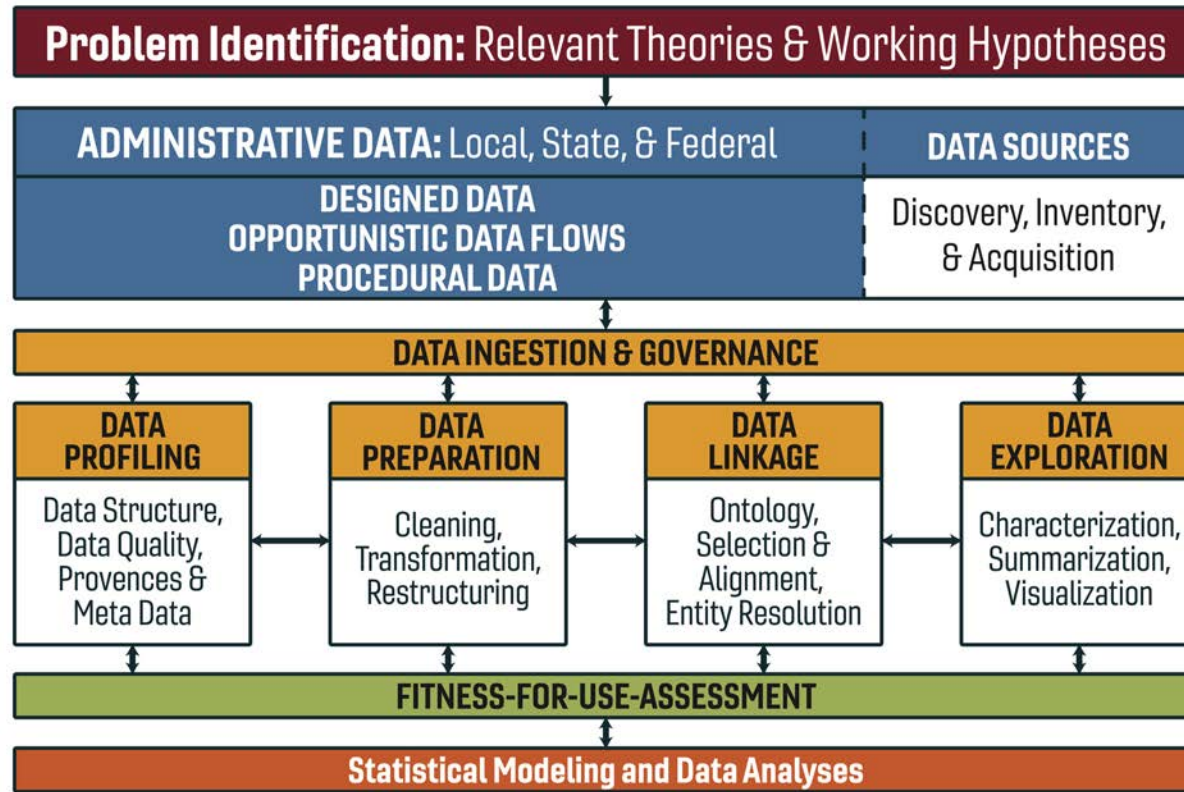 Problem Identification: Relevant Theories & Working Hypotheses
ADMINISTRATIVE DATA: Local, State, & Federal
DATA SOURCES
DESIGNED DATA
OPPORTUNISTIC DATA FLOWS
PROCEDURAL DATA
Discovery, Inventory,
& Acquisition
DATA INGESTION & GOVERNANCE
DATA
PROFILING
Data Structure,
Data Quality,
Provences &
Meta Data
DATA
PREPARATION
Cleaning,
Transformation,
Restructuring
DATA
LINKAGE
Ontology,
Selection &
Alignment,
Entity Resolution
DATA
EXPLORATION
Characterization,
Summarization,
Visualization
FITNESS-FOR-USE-ASSESSMENT
Statistical Modeling and Data Analyses